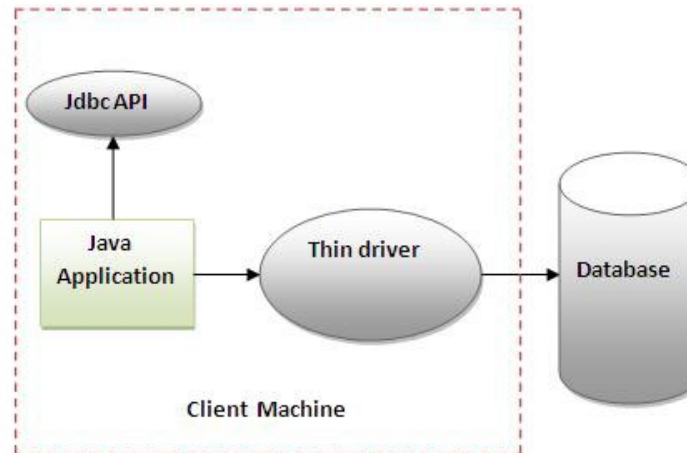 Jdbc API
Java
Application
Thin driver
Database
Client Machine